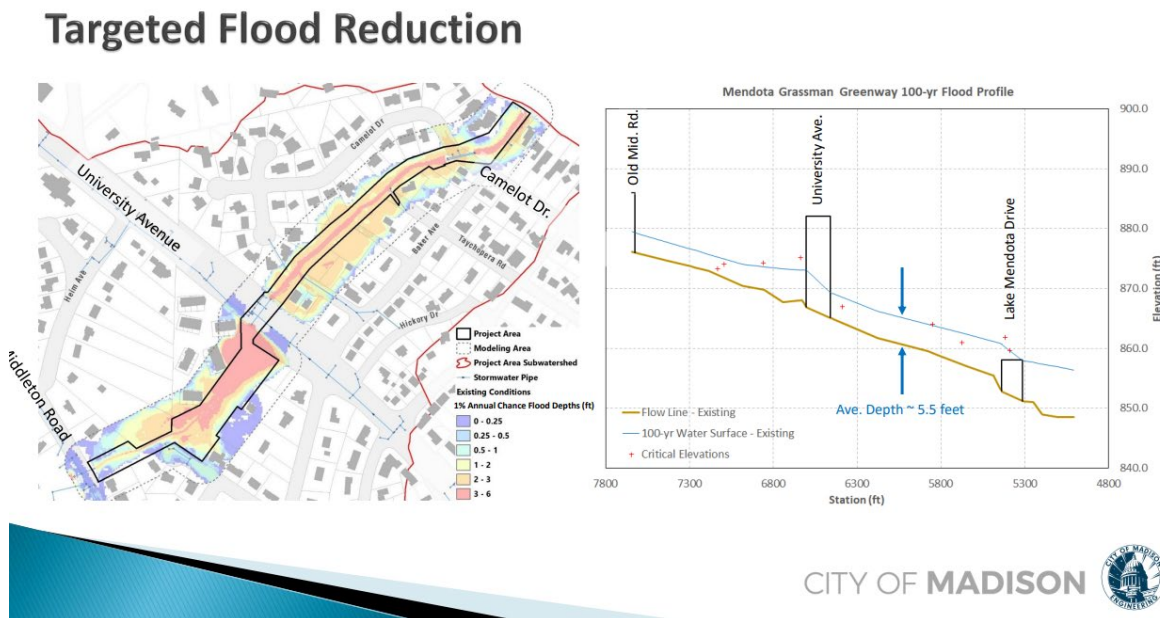 Targeted Flood Reduction
University Avenue
Camelot Dr
Camelot Dr.
Baker Ave
Taychopera Rd
Heim Ave
Hickory Dr
Middleton Road
Project Area
Modeling Area
Project Area Subwatershed
Stormwater Pipe
Existing Conditions
1% Annual Chance Flood Depths (ft)
0 - 0.25
0.25 - 0.5
0.5 - 1
1 - 2
2 - 3
3 - 6
Mendota Grassman Greenway 100-yr Flood Profile
Old Mid. Rd.
University Ave.
Lake Mendota Drive
Ave. Depth ~ 5.5 feet
Flow Line - Existing
100-yr Water Surface - Existing
Critical Elevations
900.0
890.0
880.0
870.0
860.0
850.0
840.0
Elevation (ft)
7800
7300
6800
6300
5800
5300
4800
Station (ft)
CITY OF MADISON
CITY OF MADISON
ENGINEERING